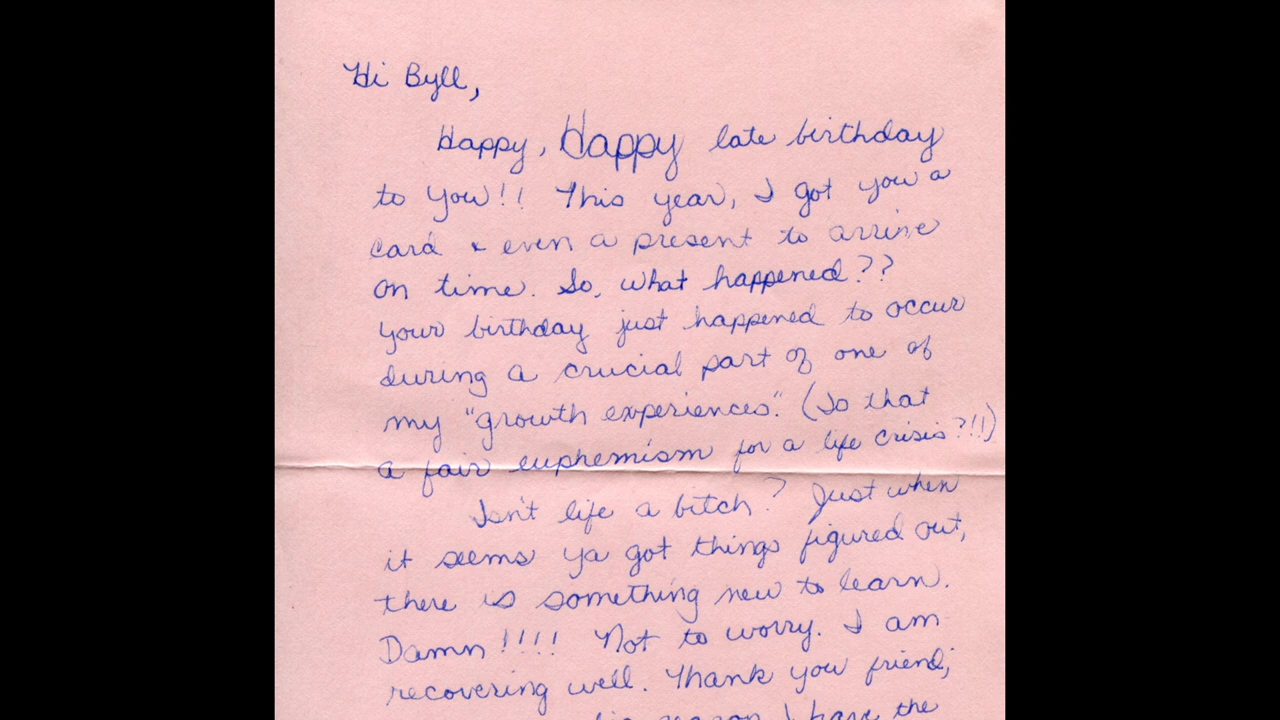 Hi Byll,
Happy, Happy late birthday
to you!! This year, I got you a
card & even a present to arrive
on time. So, what happened??
Your birthday just happened to occur
during a crucial part of one of
my "growth experiences." (Is that
a fair euphemism for a life crisis?!!)
Isn't life a bitch? Just when
it seems ya got things figured out,
there is something new to learn.
Damn!!!! Not to worry. I am
recovering well. Thank you friend;
reason I have the